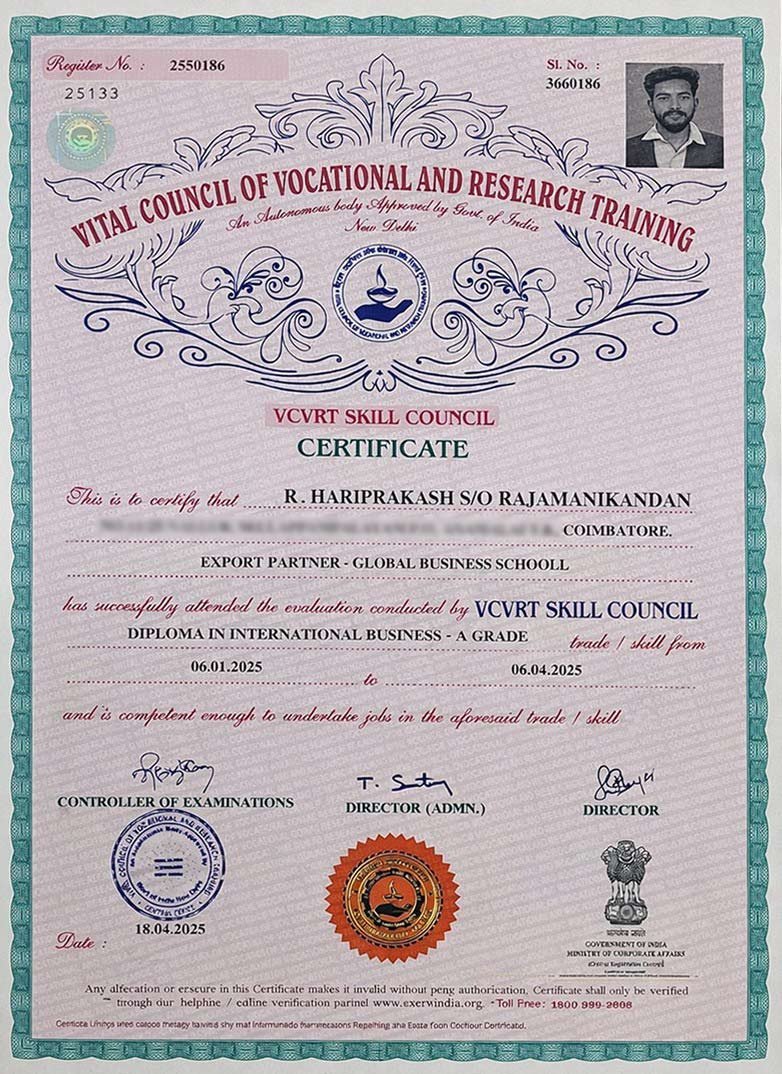 Register No. : 2550186
25133
Sl. No. :
3660186
VITAL COUNCIL OF VOCATIONAL AND RESEARCH TRAINING
An Autonomous body Approved by Govt. of India
New Delhi
VCVRT SKILL COUNCIL
CERTIFICATE
This is to certify that R. HARIPRAKASH S/O RAJAMANIKANDAN
COIMBATORE.
EXPORT PARTNER - GLOBAL BUSINESS SCHOOLL
has successfully attended the evaluation conducted by VCVRT SKILL COUNCIL
DIPLOMA IN INTERNATIONAL BUSINESS - A GRADE trade / skill from
06.01.2025 to 06.04.2025
and is competent enough to undertake jobs in the aforesaid trade / skill
CONTROLLER OF EXAMINATIONS
DIRECTOR (ADMN.)
DIRECTOR
18.04.2025
Date :
GOVERNMENT OF INDIA
MINISTRY OF CORPORATE AFFAIRS
Any alfecation or erscure in this Certificate makes it invalid without peng authorication, Certificate shall only be verified
through our helphine / edline verification parinel www.exerwindia.org. Toll Pnee: 1800 999-2608